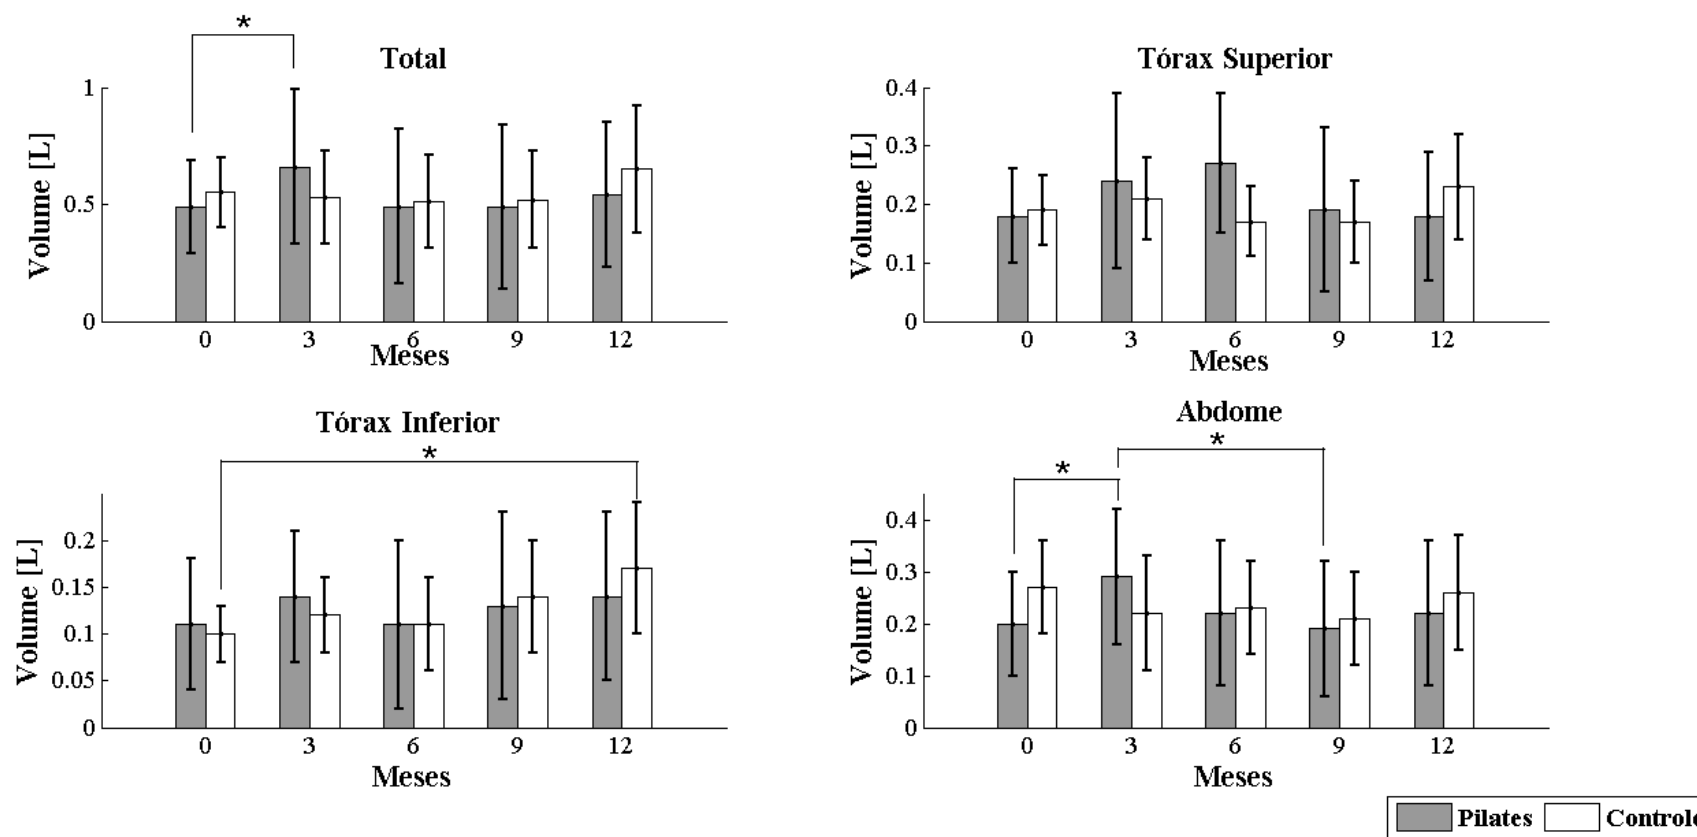 *
Total
Volume [L]
1
0.5
0
0 3 6 9 12
Meses
Tórax Superior
Volume [L]
0.4
0.3
0.2
0.1
0
0 3 6 9 12
Meses
Tórax Inferior
*
Volume [L]
0.2
0.15
0.1
0.05
0
0 3 6 9 12
Meses
Abdome
*
*
Volume [L]
0.4
0.3
0.2
0.1
0
0 3 6 9 12
Meses
Pilates Controle